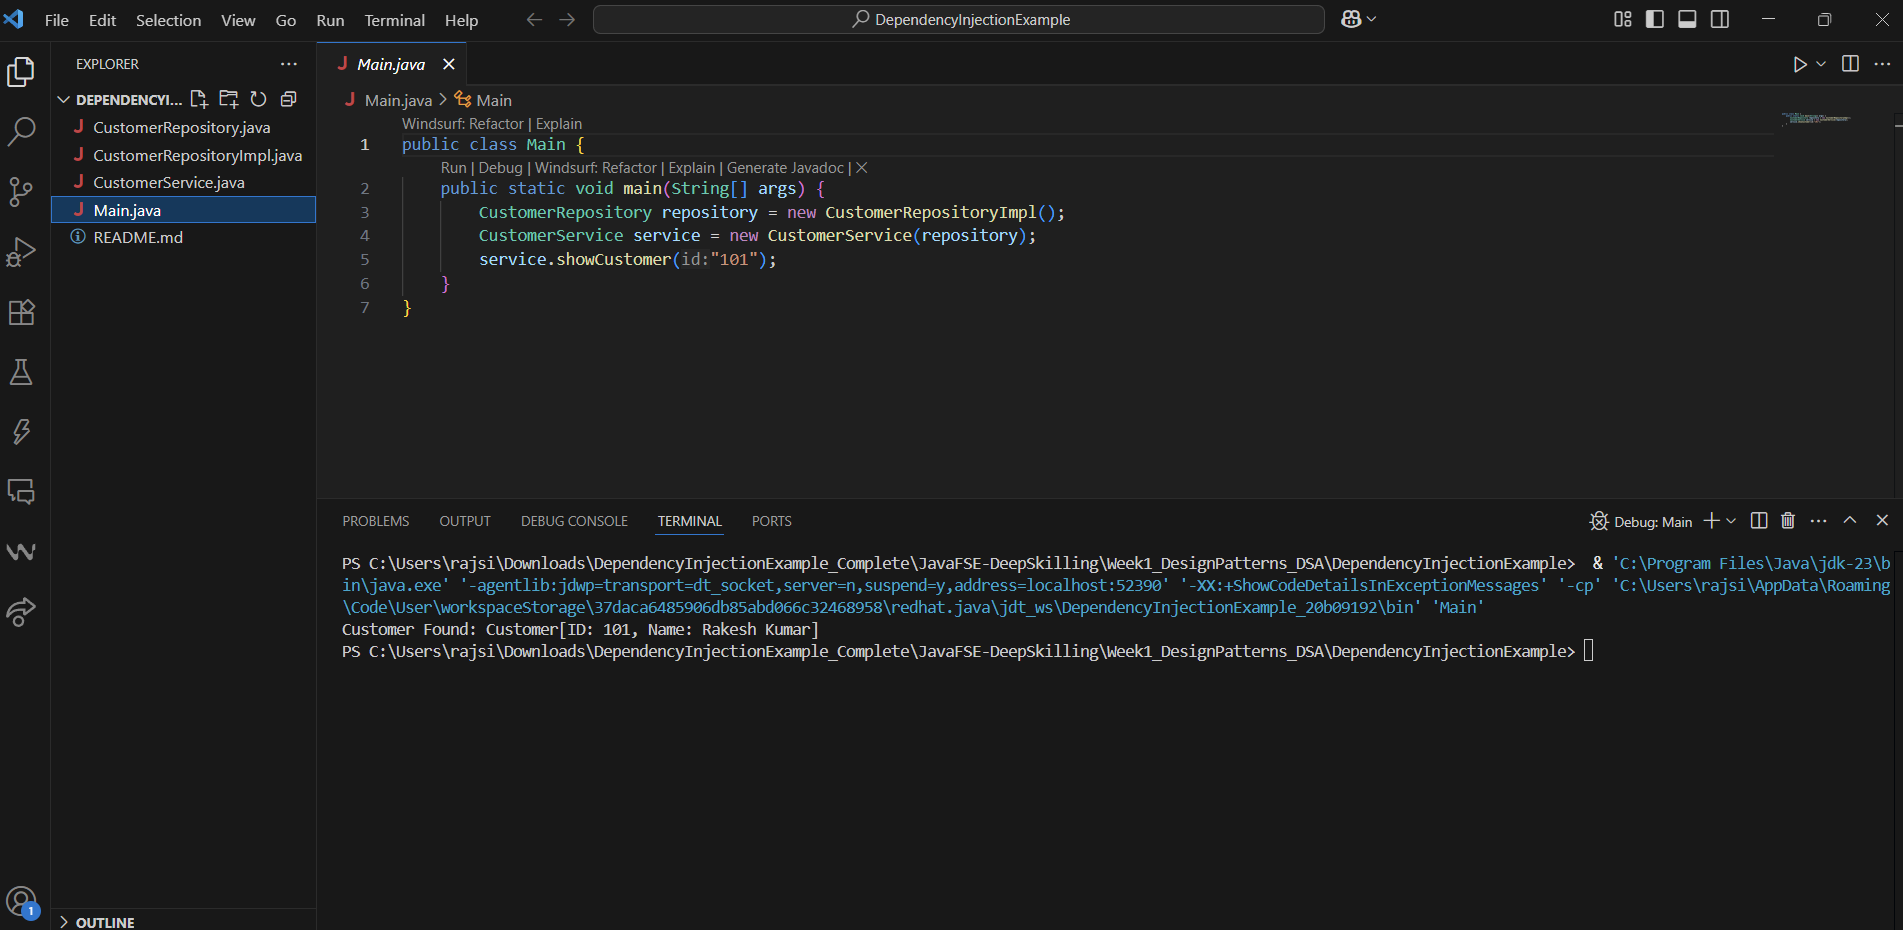 File Edit Selection View Go Run Terminal Help
DependencyInjectionExample
EXPLORER
DEPENDENCYI...
CustomerRepository.java
CustomerRepositoryImpl.java
CustomerService.java
Main.java
README.md
OUTLINE
1
Main.java
Main.java > Main
Windsurf: Refactor | Explain
1 public class Main {
Run | Debug | Windsurf: Refactor | Explain | Generate Javadoc | ×
2 public static void main(String[] args) {
3 CustomerRepository repository = new CustomerRepositoryImpl();
4 CustomerService service = new CustomerService(repository);
5 service.showCustomer(id:"101");
6 }
7 }
PROBLEMS OUTPUT DEBUG CONSOLE TERMINAL PORTS
Debug: Main
PS C:\Users\rajsi\Downloads\DependencyInjectionExample_Complete\JavaFSE-DeepSkilling\Week1_DesignPatterns_DSA\DependencyInjectionExample> & 'C:\Program Files\Java\jdk-23\b
in\java.exe' '-agentlib:jdwp=transport=dt_socket,server=n,suspend=y,address=localhost:52390' '-XX:+ShowCodeDetailsInExceptionMessages' '-cp' 'C:\Users\rajsi\AppData\Roaming
\Code\User\workspaceStorage\37daca6485906db85abd066c32468958\redhat.java\jdt_ws\DependencyInjectionExample_20b09192\bin' 'Main'
Customer Found: Customer[ID: 101, Name: Rakesh Kumar]
PS C:\Users\rajsi\Downloads\DependencyInjectionExample_Complete\JavaFSE-DeepSkilling\Week1_DesignPatterns_DSA\DependencyInjectionExample>